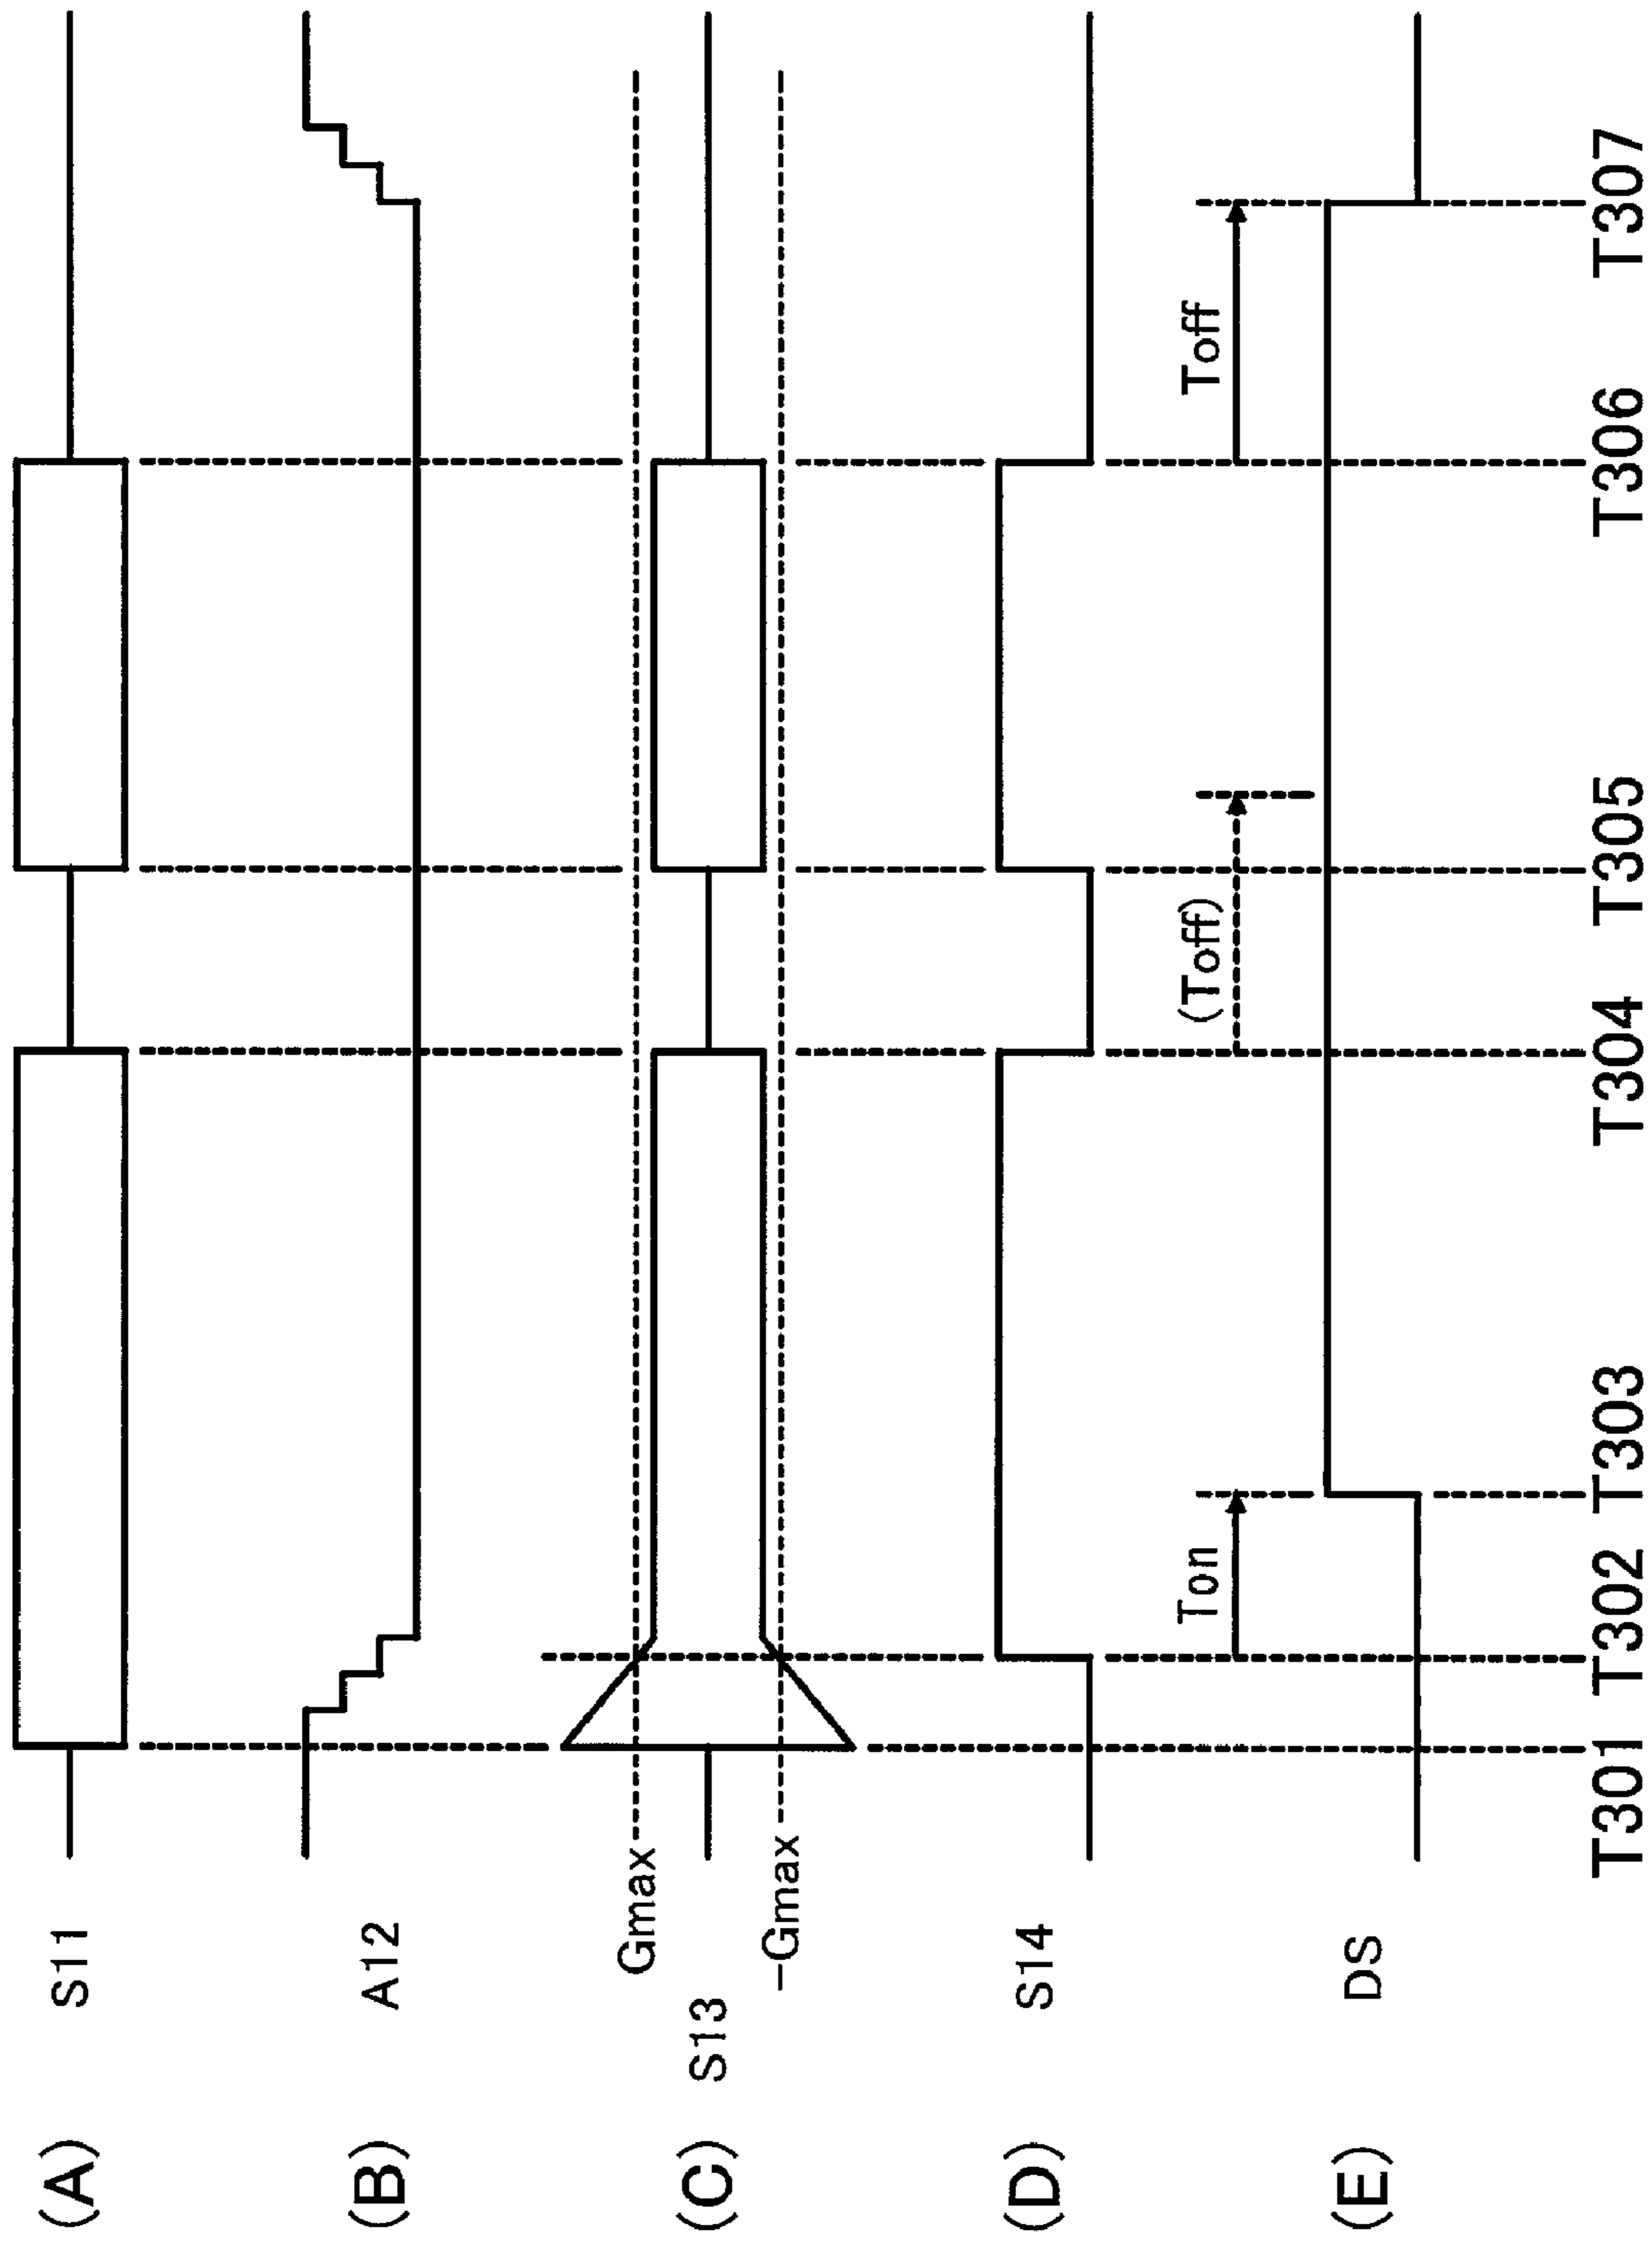 (A) S11
(B) A12
Gmax
(C) S13
-Gmax
(D) S14
Ton
(Toff)
Toff
(E) DS
T301 T302 T303 T304 T305 T306 T307